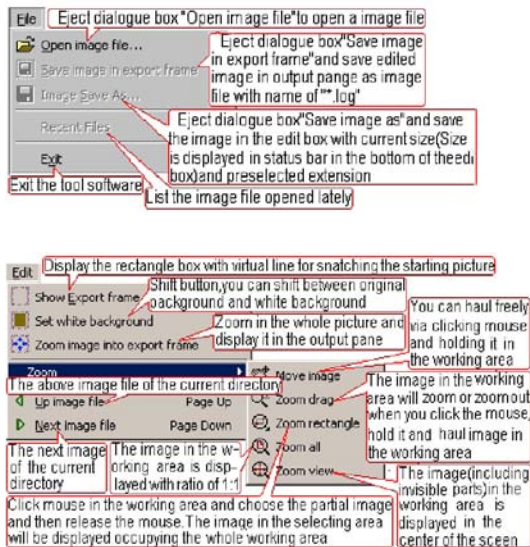 File
Eject dialogue box "Open image file"to open a image file
Open image file...
Save image in export frame
Image Save As...
Recent Files
Exit
Eject dialogue box"Save image
in export frame"and save edited
image in output pange as image
file with name of"*.log"
Eject dialogue box"Save image as"and save
the image in the edit box with current size(Size
is displayed in status bar in the bottom of theedi
box)and preselected extension
Exit the tool software
List the image file opened lately
Edit
Display the rectangle box with virtual line for snatching the starting picture
Show Export frame
Set white background
Zoom image into export frame
Shift button,you can shift between original
background and white background
Zoom in the whole picture and
display it in the output pane
You can haul freely
via clicking mouse
and holding it in
the working area
Zoom
The above image file of the current directory
Up image file Page Up
Next image file Page Down
Move image
Zoom drag
Zoom rectangle
Zoom all
Zoom view
The image in the working
area will zoom or zoomout
when you click the mouse,
hold it and haul image in
the working area
The next image
of the current
directory
The image in the w-
orking area is disp-
layed with ratio of 1:1
The image(including
invisible parts)in the
working area is
displayed in the
center of the sceen
Click mouse in the working area and choose the partial image
and then release the mouse.The image in the selecting area
will be displayed occupying the whole working area